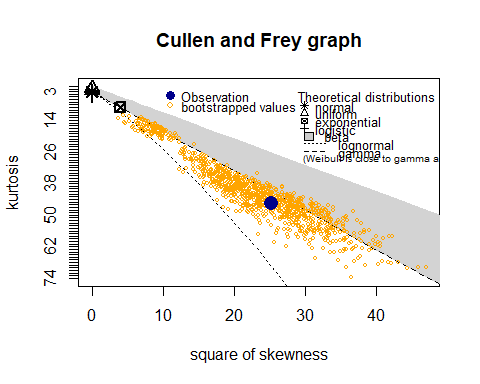 Cullen and Frey graph
Observation
bootstrapped values
Theoretical distributions
normal
uniform
exponential
logistic
beta
lognormal
gamma
(Weibull is close to gamma a
kurtosis
3
14
26
38
50
62
74
0
10
20
30
40
square of skewness